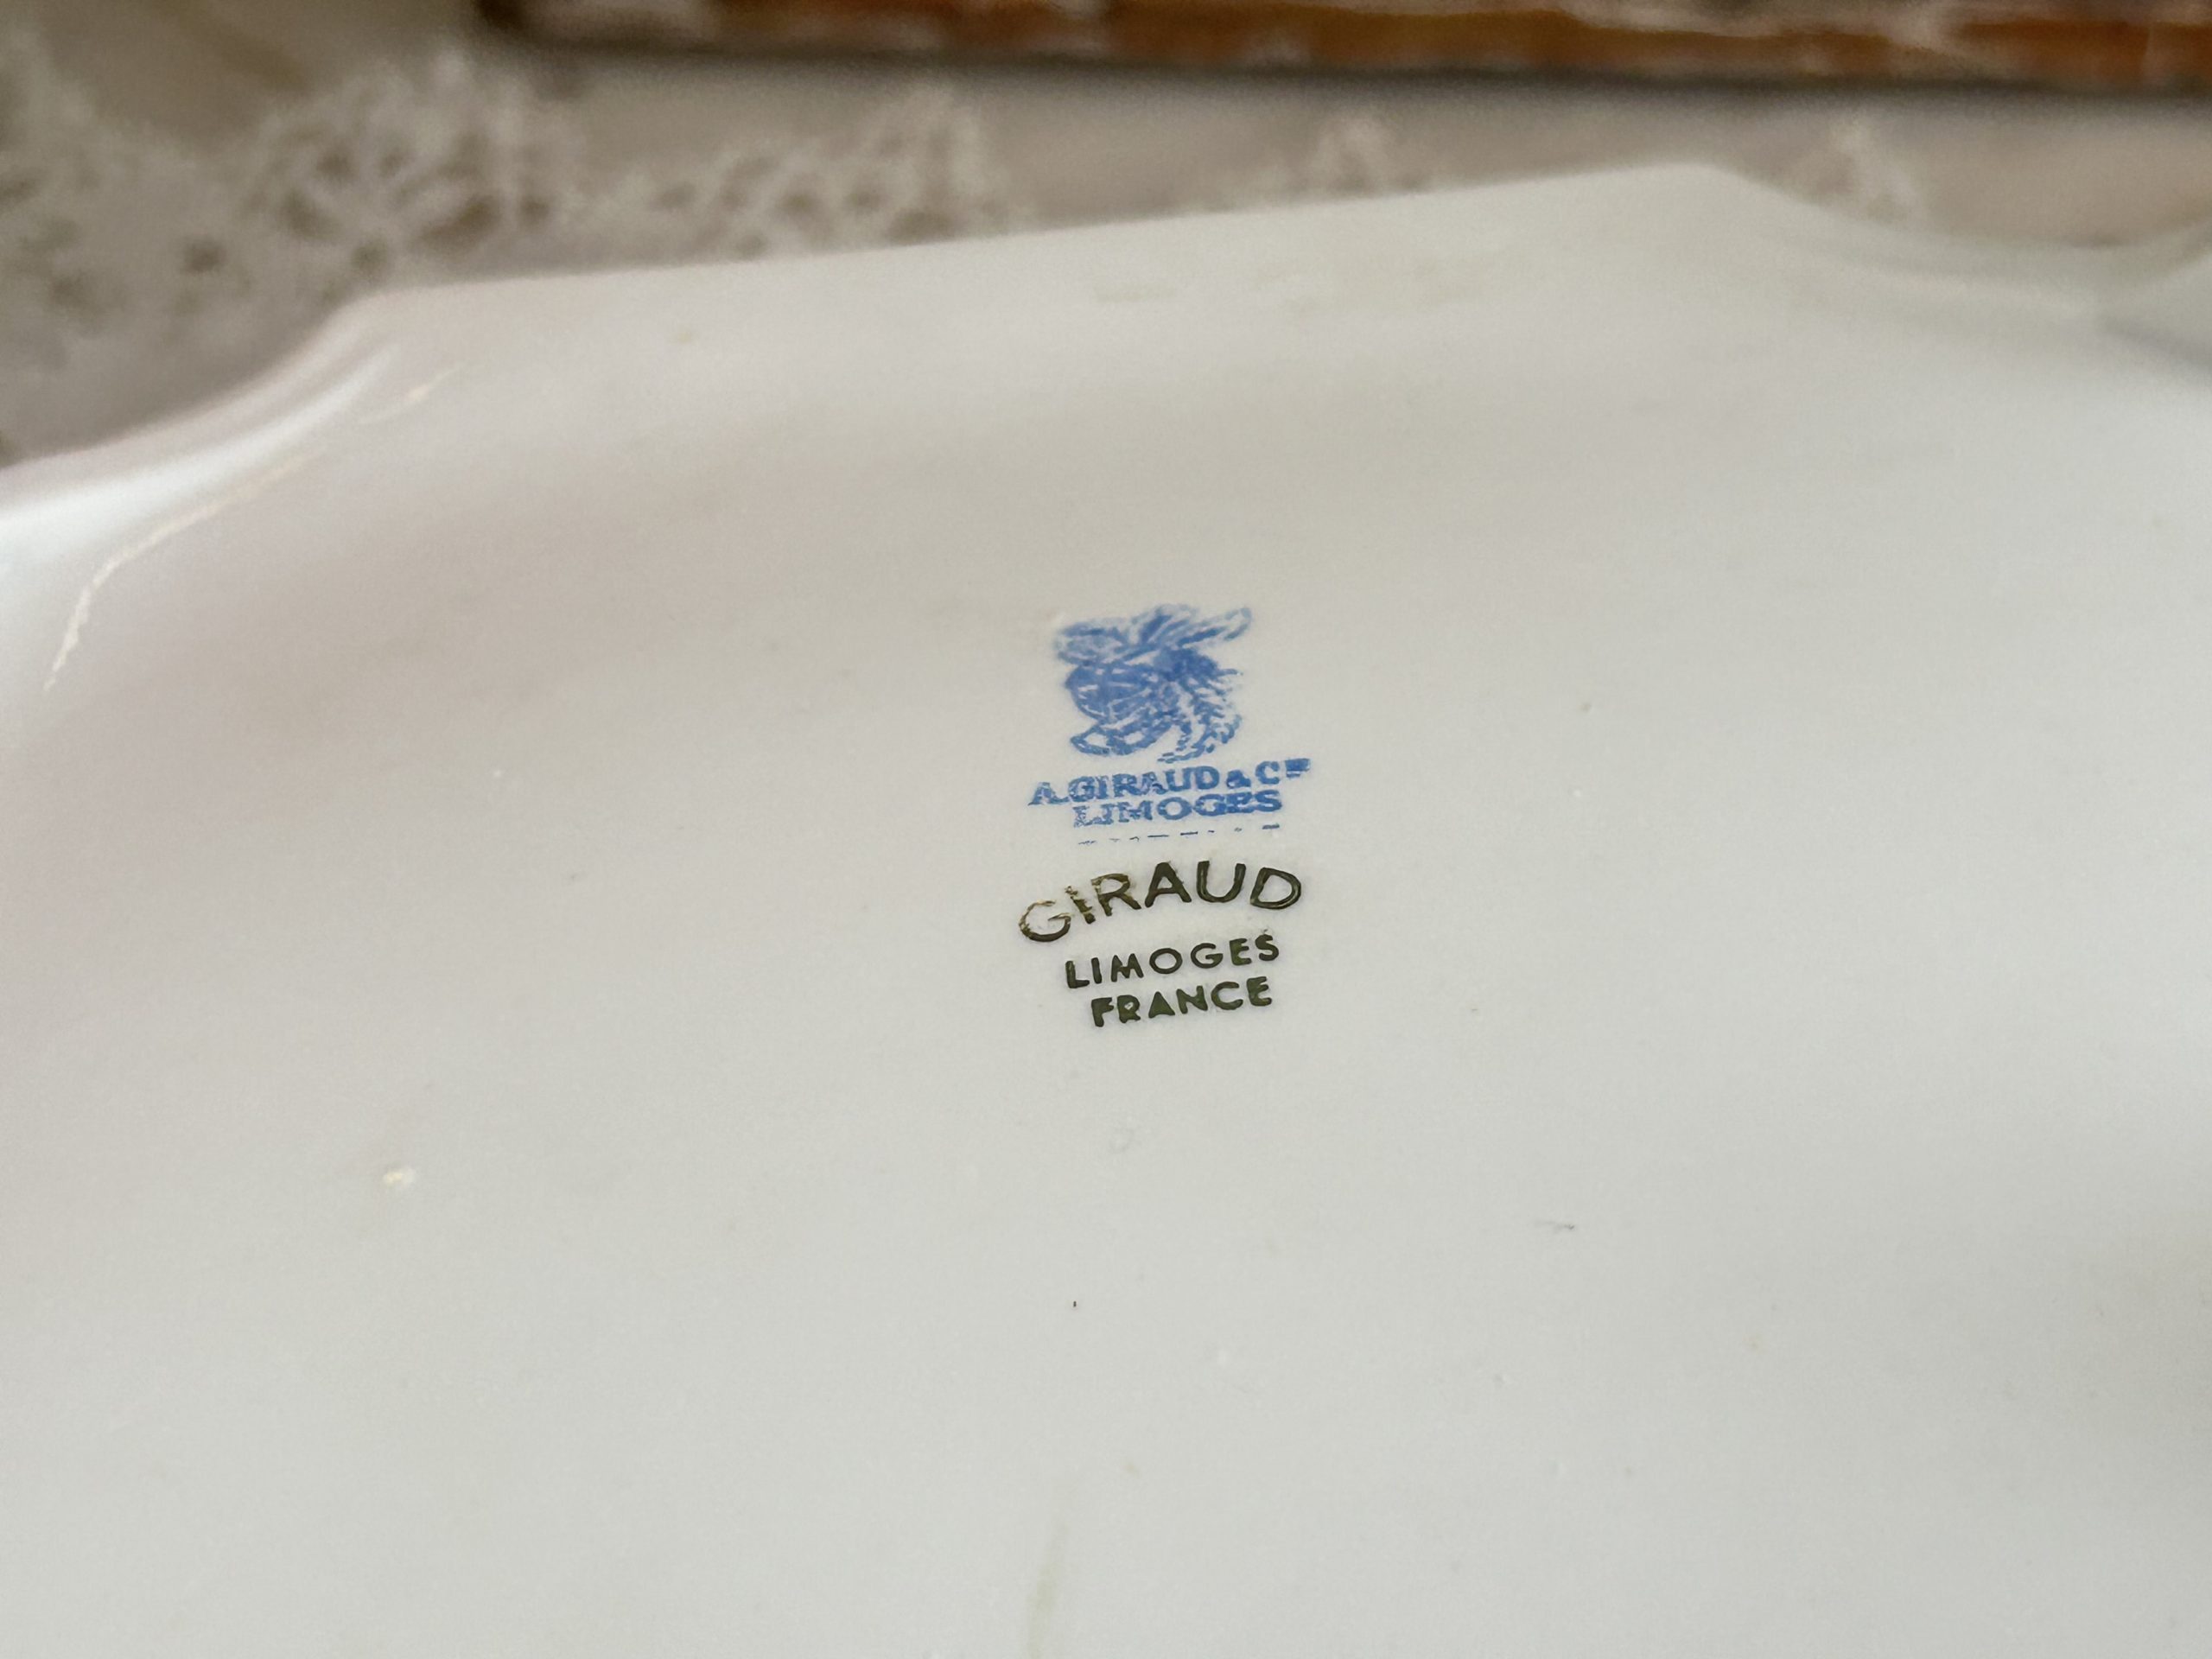 A.GIRAUD & CIE
LIMOGES
GIRAUD
LIMOGES
FRANCE